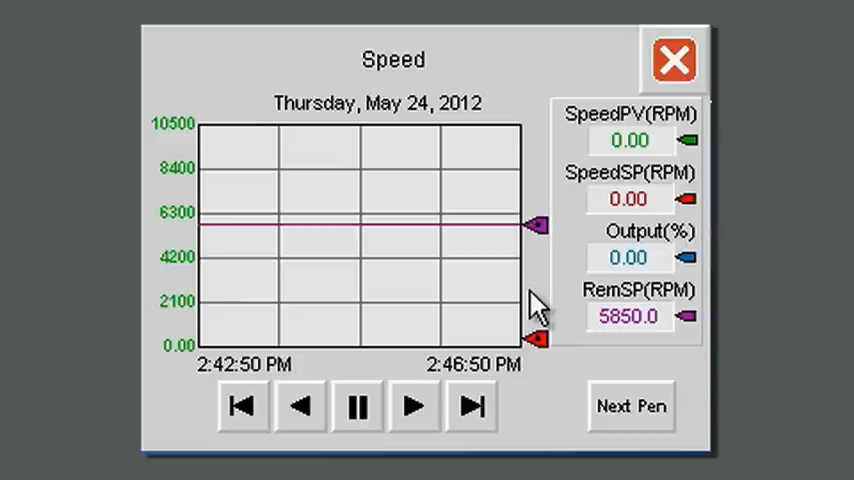 Speed
Thursday, May 24, 2012
10500
8400
6300
4200
2100
0.00
2:42:50 PM
2:46:50 PM
SpeedPV(RPM)
0.00
SpeedSP(RPM)
0.00
Output(%)
0.00
RemSP(RPM)
5850.0
Next Pen